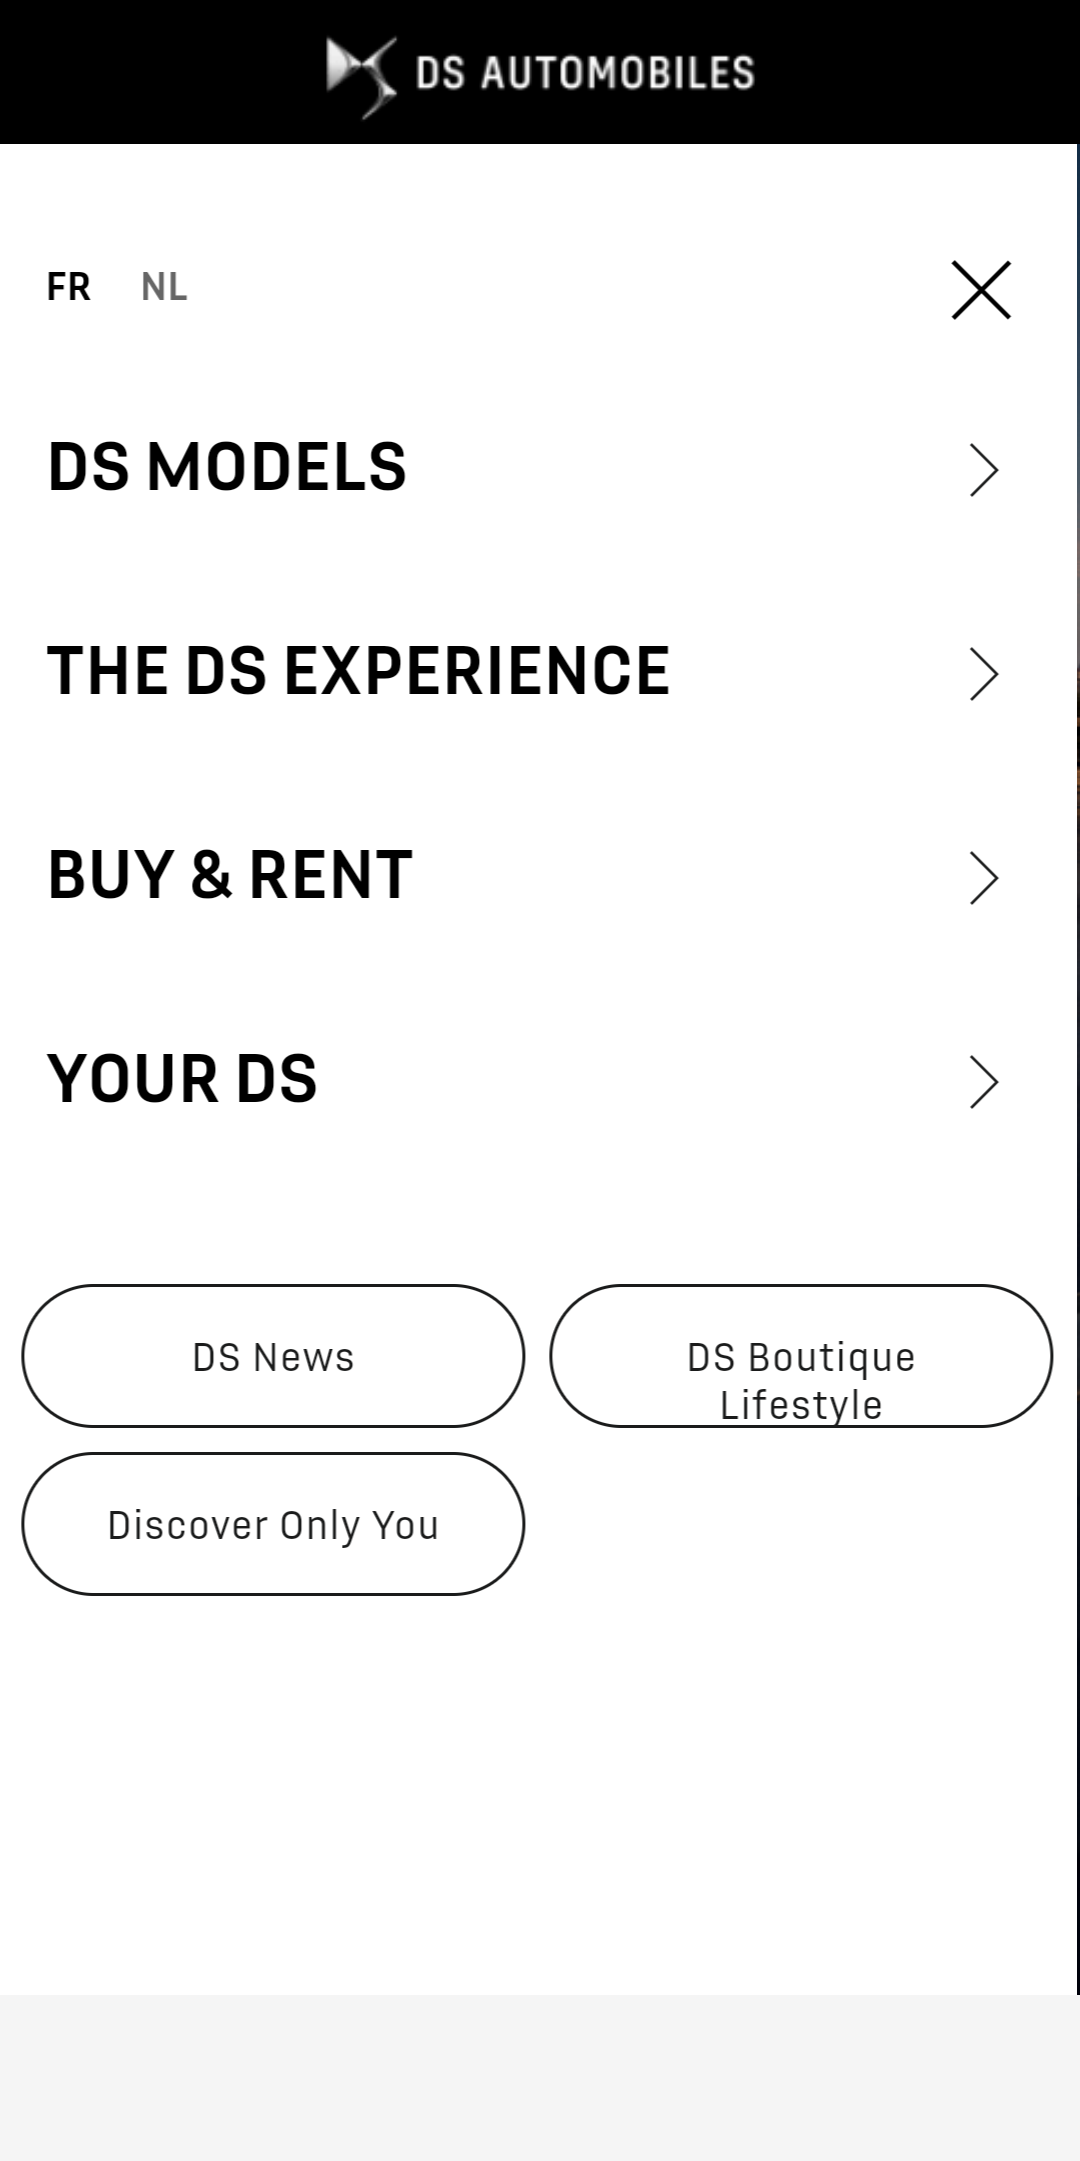 DS AUTOMOBILES
FR NL
DS MODELS
THE DS EXPERIENCE
BUY & RENT
YOUR DS
DS News
DS Boutique
Lifestyle
Discover Only You